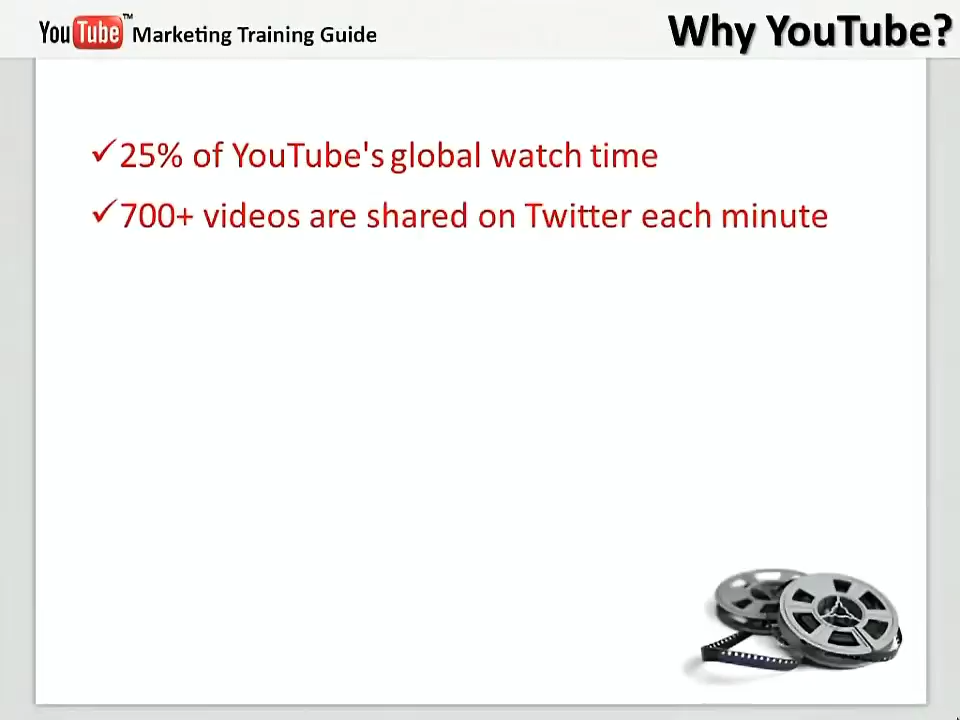 YouTube™ Marketing Training Guide
Why YouTube?
✓25% of YouTube's global watch time
✓700+ videos are shared on Twitter each minute